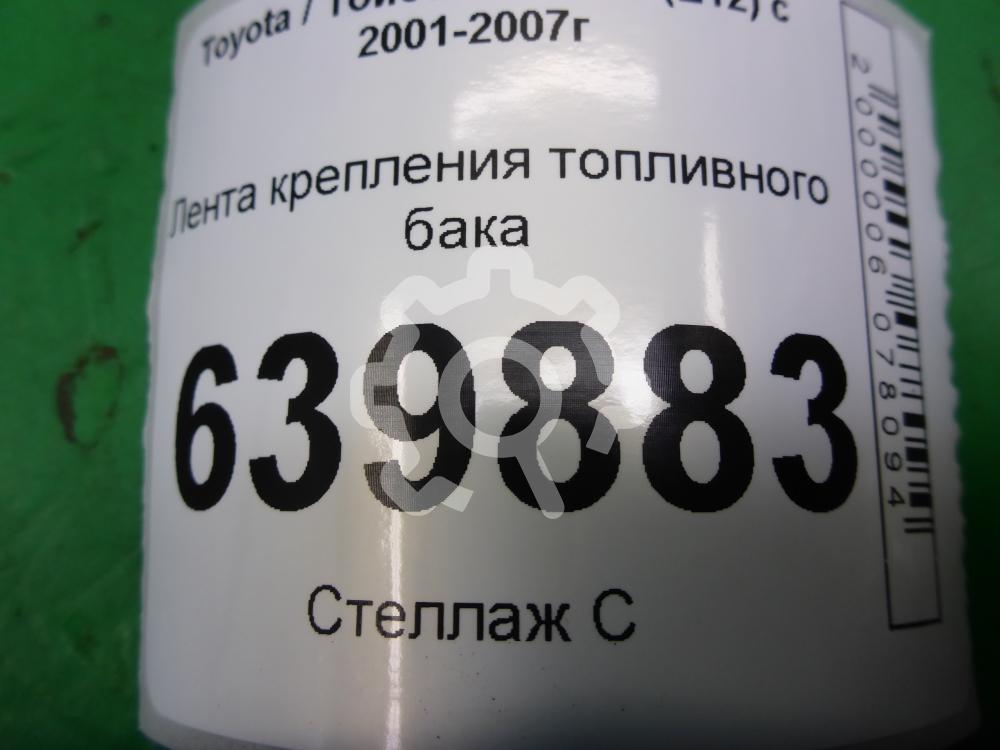 Toyota /
2001-2007г
Лента крепления топливного
бака
639883
Стеллаж С
2000006078094